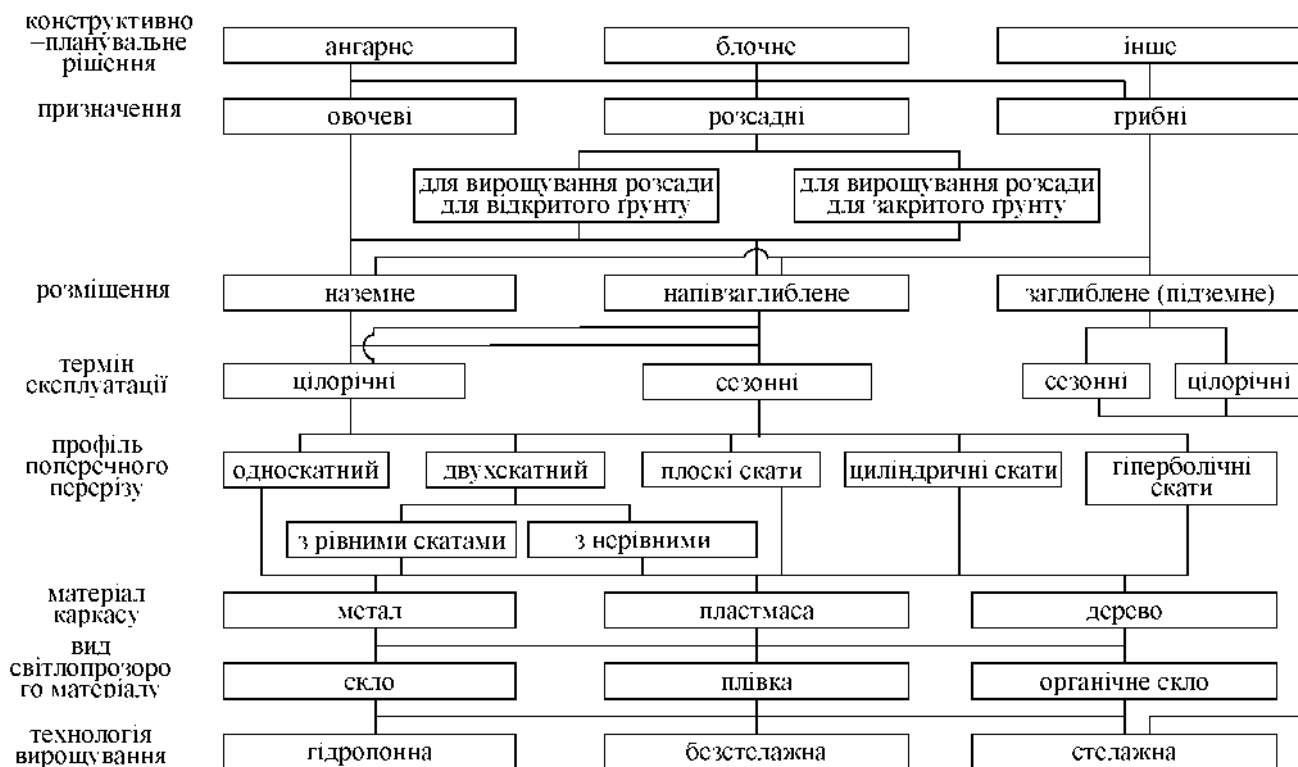 конструктивно
–планувальне
рішення
ангарне
блочне
інше
призначення
овочеві
розсадні
грибні
для вирощування розсади
для відкритого ґрунту
для вирощування розсади
для закритого ґрунту
розміщення
наземне
напівзаглиблене
заглиблене (підземне)
термін
експлуатації
цілорічні
сезонні
сезонні
цілорічні
профіль
поперечного
перерізу
односкатний
двухскатний
плоскі скати
циліндричні скати
гіперболічні
скати
з рівними скатами
з нерівними
матеріал
каркасу
метал
пластмаса
дерево
вид
світлопрозоро
го матеріалу
скло
плівка
органічне скло
технологія
вирощування
гідропонна
безстелажна
стелажна